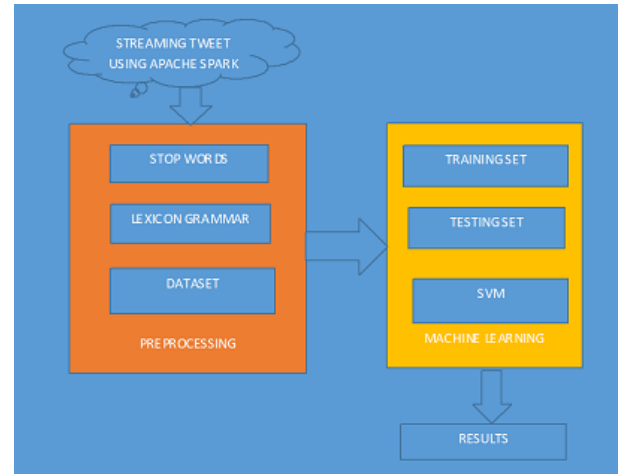 STREAMING TWEET
USING APACHE SPARK
STOP WORDS
LEXICON GRAMMAR
DATASET
PREPROCESSING
TRAINING SET
TESTING SET
SVM
MACHINE LEARNING
RESULTS